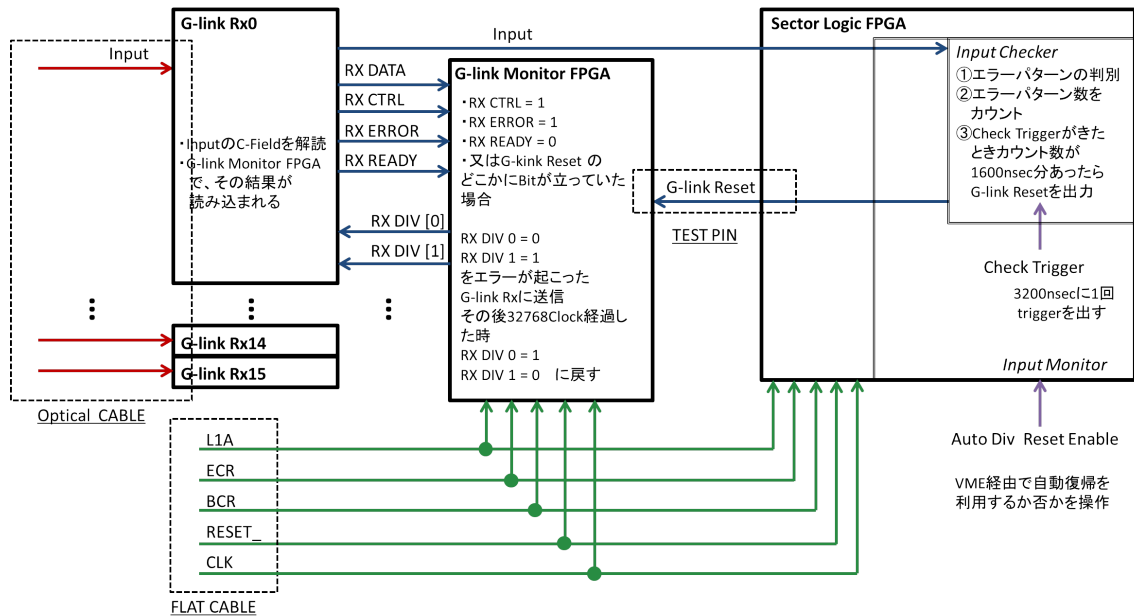 G-link Rx0
Input
・InputのC-Fieldを解読
・G-link Monitor FPGA
で、その結果が
読み込まれる
G-link Rx14
G-link Rx15
Optical CABLE
Input
RX DATA
RX CTRL
RX ERROR
RX READY
RX DIV [0]
RX DIV [1]
G-link Monitor FPGA
・RX CTRL = 1
・RX ERROR = 1
・RX READY = 0
・又はG-kink Reset の
どこかにBitが立っていた
場合
RX DIV 0 = 0
RX DIV 1 = 1
をエラーが起こった
G-link Rxに送信
その後32768Clock経過し
た時
RX DIV 0 = 1
RX DIV 1 = 0 に戻す
G-link Reset
TEST PIN
Sector Logic FPGA
Input Checker
①エラーパターンの判別
②エラーパターン数を
カウント
③Check Triggerがきた
ときカウント数が
1600nsec分あったら
G-link Resetを出力
Check Trigger
3200nsecに1回
triggerを出す
Input Monitor
Auto Div Reset Enable
VME経由で自動復帰を
利用するか否かを操作
L1A
ECR
BCR
RESET_
CLK
FLAT CABLE